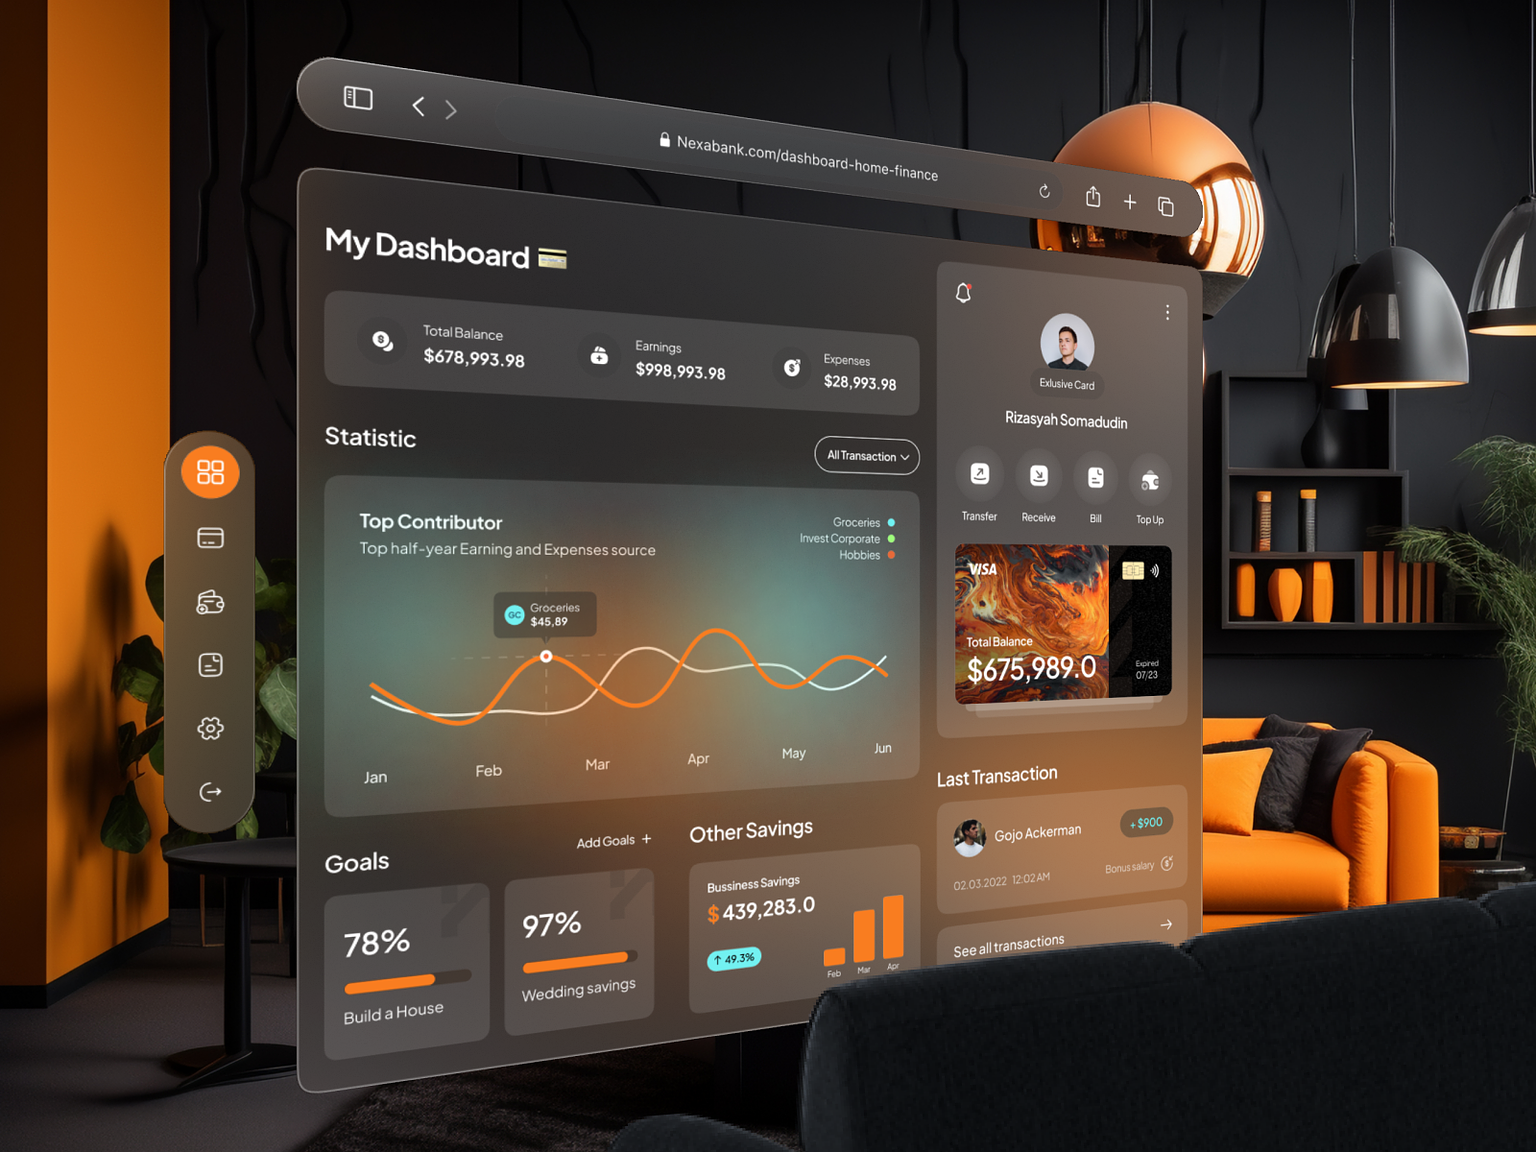 Nexabank.com/dashboard-home-finance
My Dashboard
Total Balance
$678,993.98
Earnings
$998,993.98
Expenses
$28,993.98
Statistic
All Transaction
Top Contributor
Top half-year Earning and Expenses source
Groceries
Invest Corporate
Hobbies
GC
Groceries
$45,89
Jan
Feb
Mar
Apr
May
Jun
Goals
Add Goals +
78%
Build a House
97%
Wedding savings
Other Savings
Bussiness Savings
$ 439,283.0
↑ 49.3%
Feb
Mar
Apr
Exlusive Card
Rizasyah Somadudin
Transfer
Receive
Bill
Top Up
VISA
Total Balance
$675,989.0
Expired
07/23
Last Transaction
Gojo Ackerman
+ $900
02.03.2022 12:02 AM
Bonus salary
See all transactions